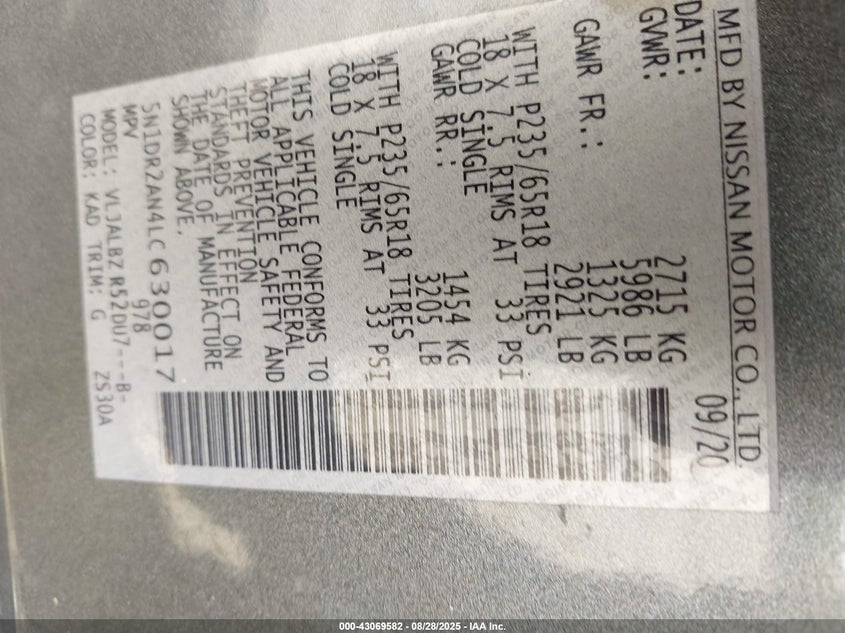 MFD BY NISSAN MOTOR CO., LTD.
DATE: 09/20
GVWR: 2715 KG
5986 LB
GAWR FR.: 1325 KG
2921 LB
WITH P235/65R18 TIRES
18 X 7.5 RIMS AT 33 PSI
COLD SINGLE
GAWR RR.: 1454 KG
3205 LB
WITH P235/65R18 TIRES
18 X 7.5 RIMS AT 33 PSI
COLD SINGLE
THIS VEHICLE CONFORMS TO
ALL APPLICABLE FEDERAL
MOTOR VEHICLE SAFETY AND
THEFT PREVENTION
STANDARDS IN EFFECT ON
THE DATE OF MANUFACTURE
SHOWN ABOVE.
5N1DR2AN4LC630017
MPV 978
MODEL: VLJALBZ R52DU7---B-
COLOR: KAD TRIM: G 2S30A
000-43069582 - 08/28/2025 - IAA Inc.